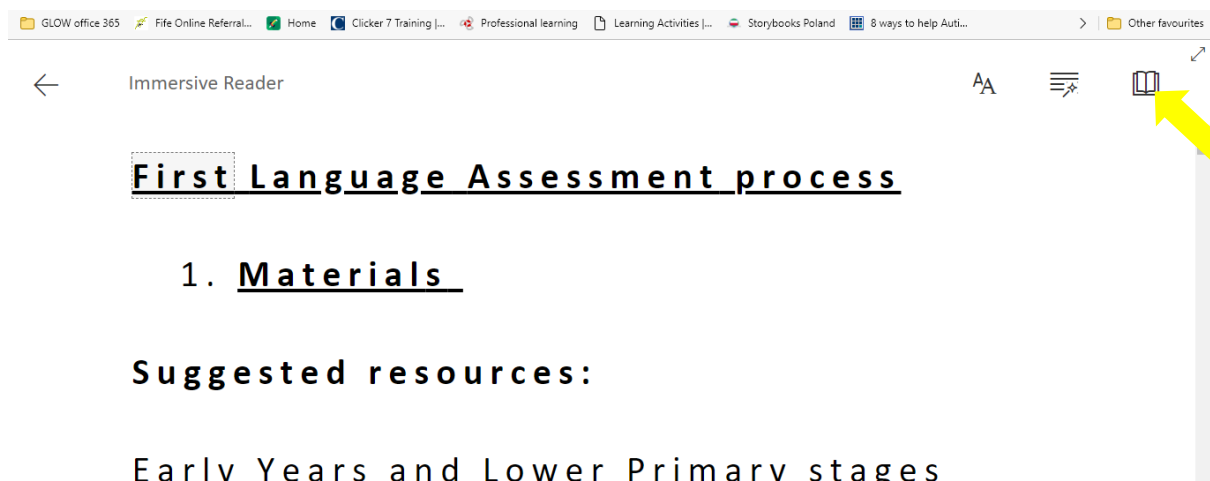 GLOW office 365 Fife Online Referral... Home Clicker 7 Training |... Professional learning Learning Activities |... Storybooks Poland 8 ways to help Auti... Other favourites
Immersive Reader
First Language Assessment process
1. Materials
Suggested resources:
Early Years and Lower Primary stages